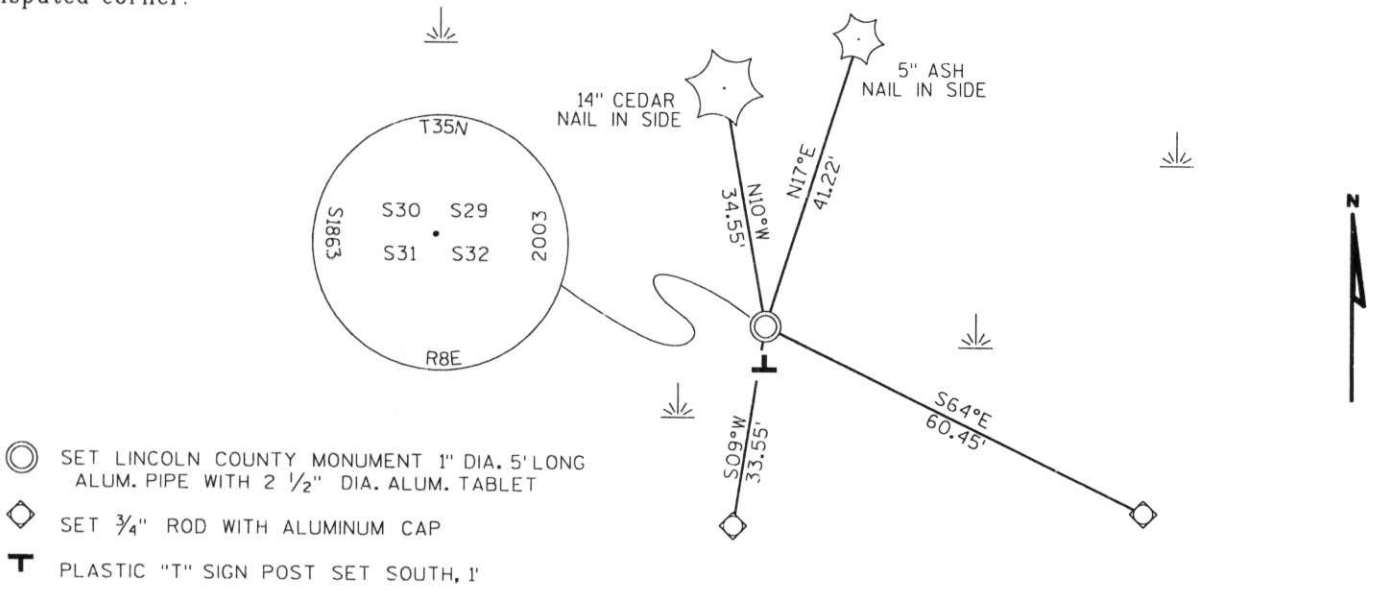 sputed corner.
14" CEDAR
NAIL IN SIDE
5" ASH
NAIL IN SIDE
T35N
S1863
S30 S29
S31 S32
2003
R8E
N10°W
34.55'
N17°E
41.22'
N
S64°E
60.45'
S09°W
33.55'
SET LINCOLN COUNTY MONUMENT 1" DIA. 5' LONG
ALUM. PIPE WITH 2 1/2" DIA. ALUM. TABLET
SET 3/4" ROD WITH ALUMINUM CAP
PLASTIC "T" SIGN POST SET SOUTH, 1'